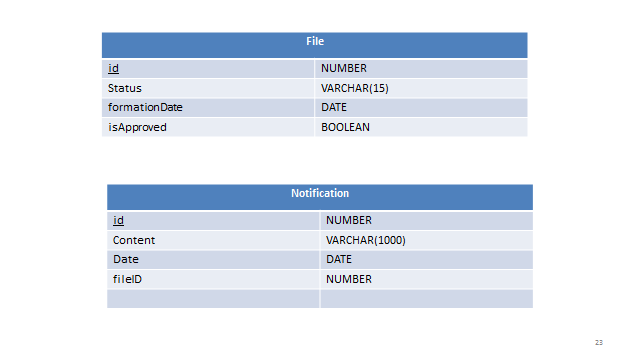 File
id NUMBER
Status VARCHAR(15)
formationDate DATE
isApproved BOOLEAN
Notification
id NUMBER
Content VARCHAR(1000)
Date DATE
fileID NUMBER
23